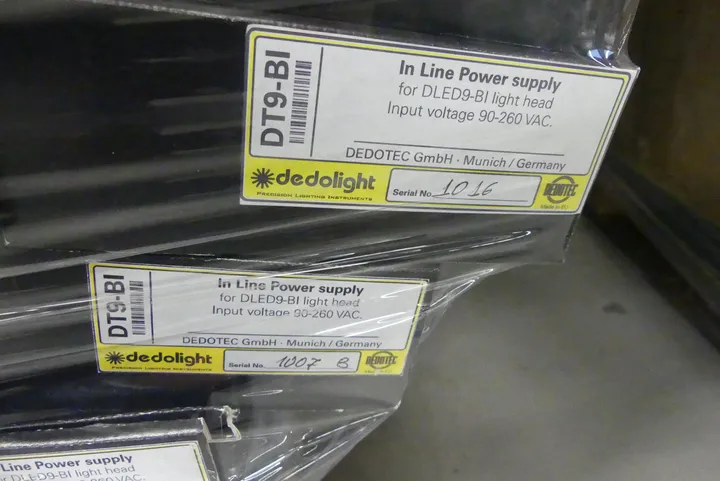 DT9-BI
In Line Power supply
for DLED9-BI light head
Input voltage 90-260 VAC.
DEDOTEC GmbH · Munich / Germany
dedolight
PRECISION LIGHTING INSTRUMENTS
Serial No. 1016
DEDOTEC
Made in EU
DT9-BI
In Line Power supply
for DLED9-BI light head
Input voltage 90-260 VAC.
DEDOTEC GmbH · Munich / Germany
dedolight
PRECISION LIGHTING INSTRUMENTS
Serial No. 1007 B
DEDOTEC
Line Power supply
DLED9-BI light head